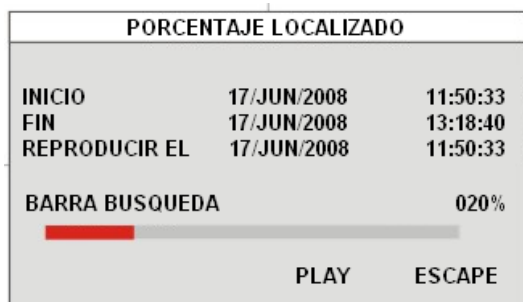 PORCENTAJE LOCALIZADO
INICIO 17/JUN/2008 11:50:33
FIN 17/JUN/2008 13:18:40
REPRODUCIR EL 17/JUN/2008 11:50:33
BARRA BUSQUEDA 020%
PLAY ESCAPE